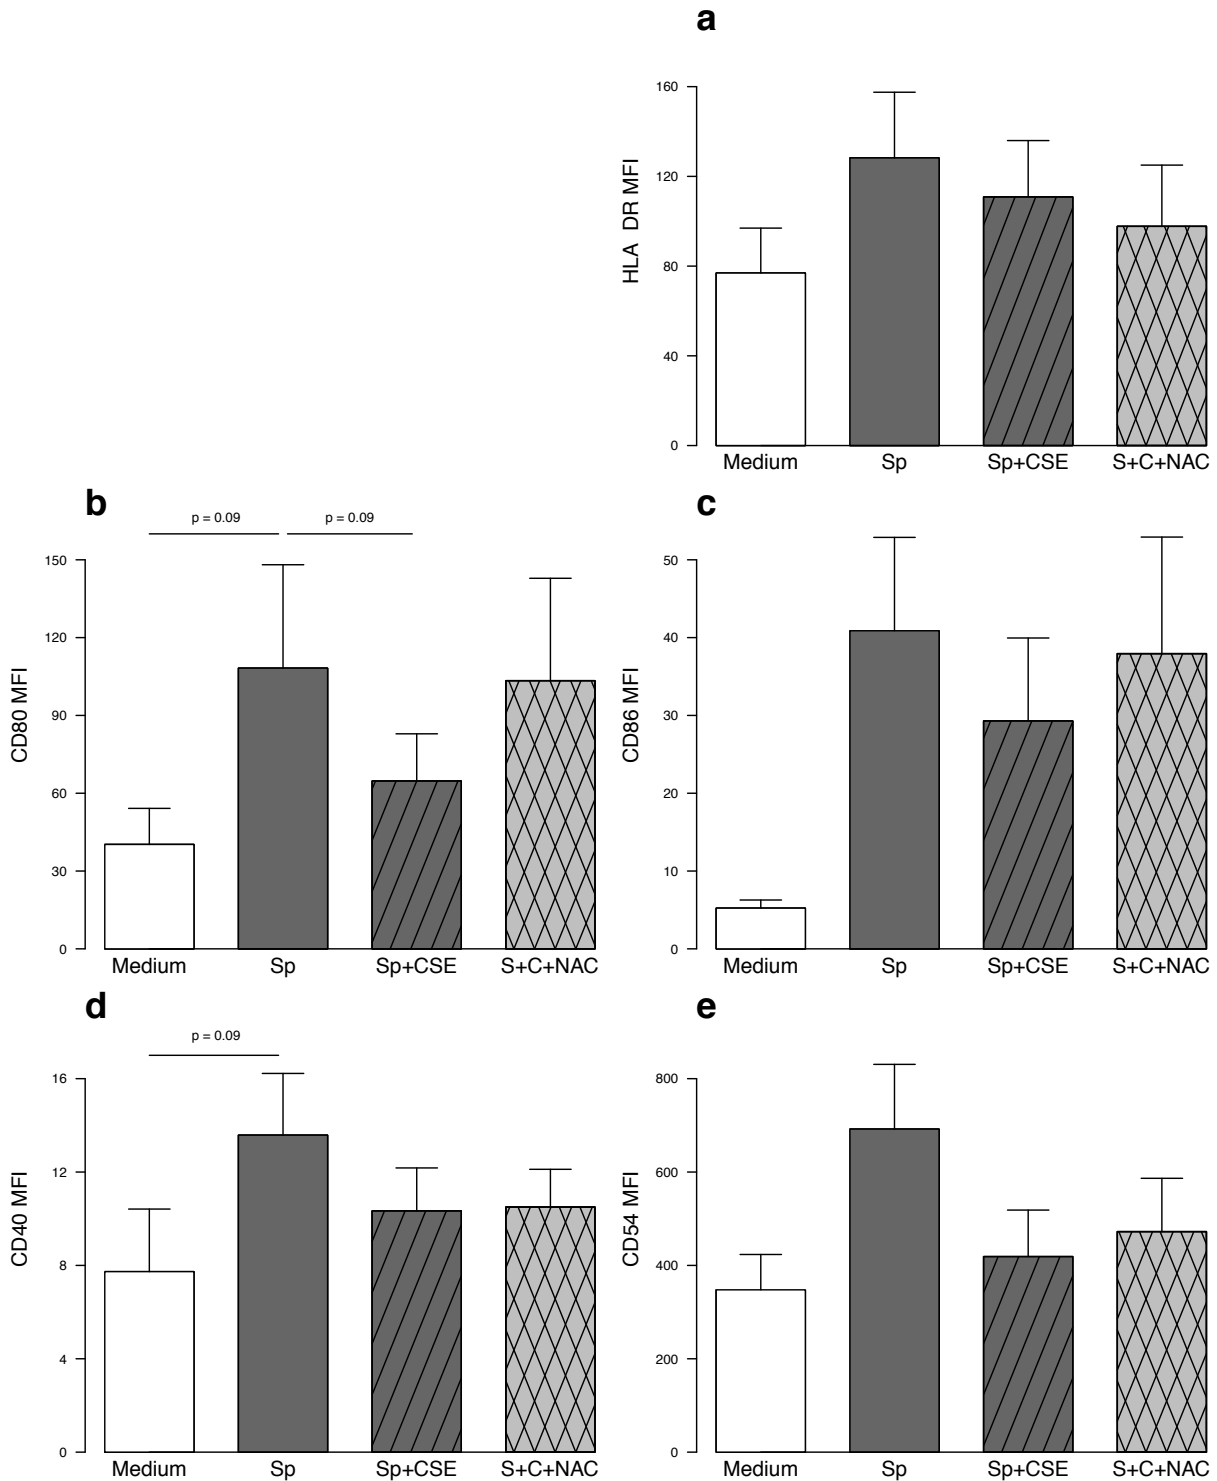 a
HLA DR MFI
160
120
80
40
0
Medium Sp Sp+CSE S+C+NAC
b
p = 0.09 p = 0.09
CD80 MFI
150
120
90
60
30
0
Medium Sp Sp+CSE S+C+NAC
c
CD86 MFI
50
40
30
20
10
0
Medium Sp Sp+CSE S+C+NAC
d
p = 0.09
CD40 MFI
16
12
8
4
0
Medium Sp Sp+CSE S+C+NAC
e
CD54 MFI
800
600
400
200
0
Medium Sp Sp+CSE S+C+NAC